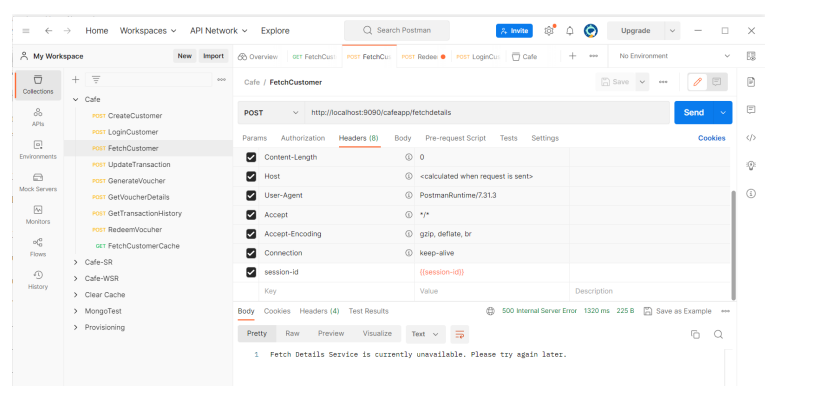 Home Workspaces API Network Explore Search Postman Invite Upgrade
My Workspace New Import Overview GET FetchCust POST FetchCus POST Redee POST LoginCus Cafe No Environment
Collections
APIs
Environments
Mock Servers
Monitors
Flows
History
Cafe
POST CreateCustomer
POST LoginCustomer
POST FetchCustomer
POST UpdateTransaction
POST GenerateVoucher
POST GetVoucherDetails
POST GetTransactionHistory
POST RedeemVocuher
GET FetchCustomerCache
Cafe-SR
Cafe-WSR
Clear Cache
MongoTest
Provisioning
Cafe / FetchCustomer Save
POST http://localhost:9090/cafeapp/fetchdetails Send
Params Authorization Headers (8) Body Pre-request Script Tests Settings Cookies
Content-Length 0
Host <calculated when request is sent>
User-Agent PostmanRuntime/7.31.3
Accept */*
Accept-Encoding gzip, deflate, br
Connection keep-alive
session-id {{session-id}}
Key Value Description
Body Cookies Headers (4) Test Results 500 Internal Server Error 1320 ms 225 B Save as Example
Pretty Raw Preview Visualize Text
1 Fetch Details Service is currently unavailable. Please try again later.